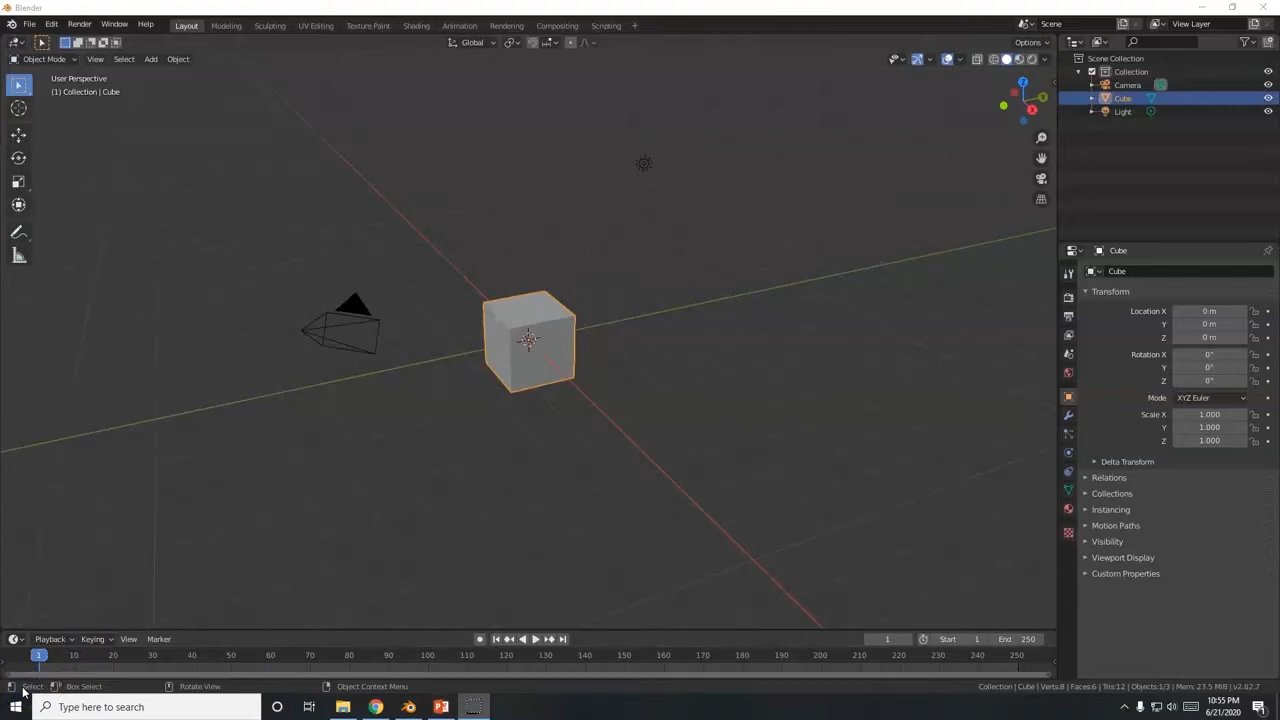 Blender
File Edit Render Window Help Layout Modeling Sculpting UV Editing Texture Paint Shading Animation Rendering Compositing Scripting + Scene View Layer
Global Options
Object Mode View Select Add Object
User Perspective
(1) Collection | Cube
Z
Y
X
Scene Collection
Collection
Camera
Cube
Light
Cube
Cube
Transform
Location X 0 m
Y 0 m
Z 0 m
Rotation X 0°
Y 0°
Z 0°
Mode XYZ Euler
Scale X 1.000
Y 1.000
Z 1.000
Delta Transform
Relations
Collections
Instancing
Motion Paths
Visibility
Viewport Display
Custom Properties
Playback Keying View Marker 1 Start 1 End 250
1 10 20 30 40 50 60 70 80 90 100 110 120 130 140 150 160 170 180 190 200 210 220 230 240 250
Select Box Select Rotate View Object Context Menu Collection | Cube | Verts:8 | Faces:6 | Tris:12 | Objects:1/3 | Mem: 23.5 MiB | v2.82.7
Type here to search
10:55 PM
6/21/2020